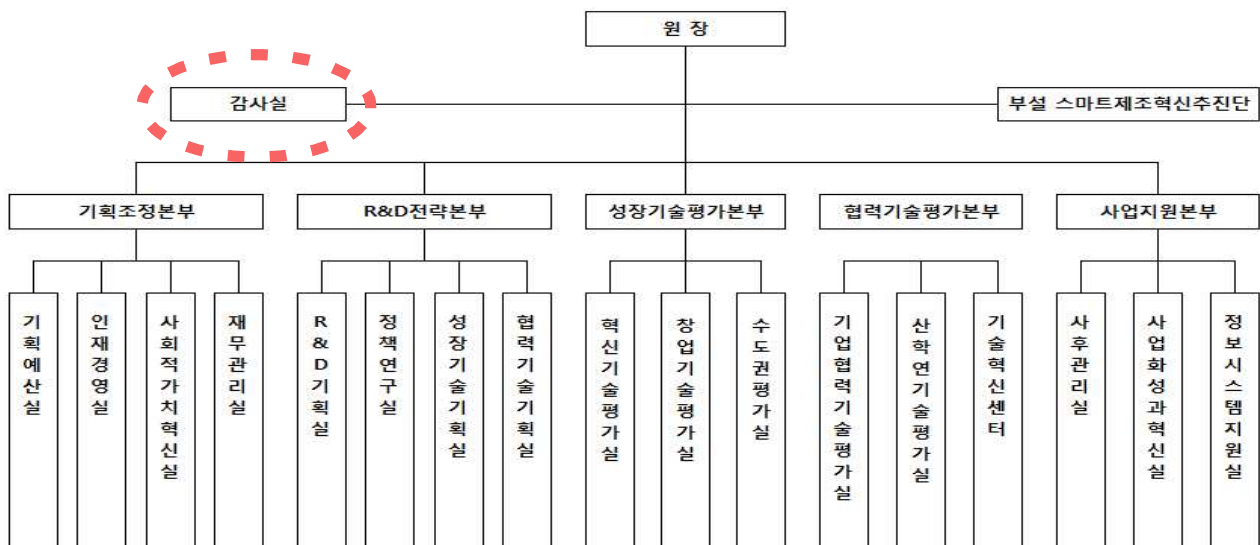 원 장
감사실
부설 스마트제조혁신추진단
기획조정본부
R&D전략본부
성장기술평가본부
협력기술평가본부
사업지원본부
기획예산실
인재경영실
사회적가치혁신실
재무관리실
R&D기획실
정책연구실
성장기술기획실
협력기술기획실
혁신기술평가실
창업기술평가실
수도권평가실
기업협력기술평가실
산학연기술평가실
기술혁신센터
사후관리실
사업화성과혁신실
정보시스템지원실